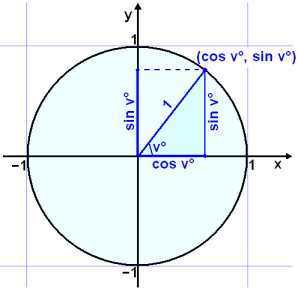 y
1
(cos v°, sin v°)
sin v°
1
sin v°
v°
−1
cos v°
1
x
−1